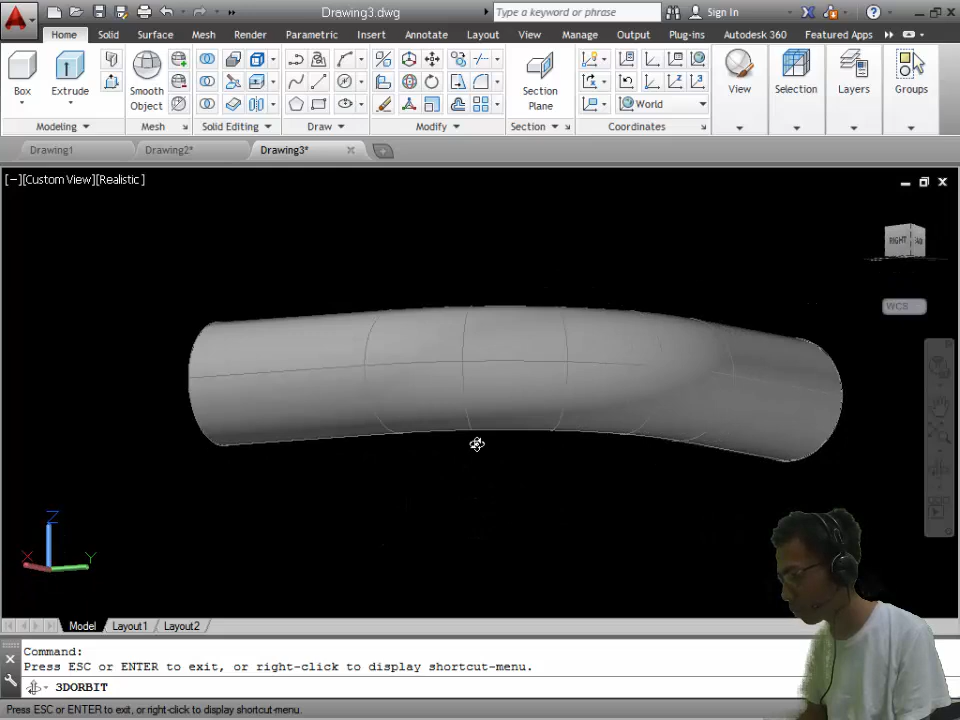 Drawing3.dwg
Type a keyword or phrase
Sign In
Home Solid Surface Mesh Render Parametric Insert Annotate Layout View Manage Output Plug-ins Autodesk 360 Featured Apps
Box Extrude Smooth Object Section Plane World View Selection Layers Groups
Modeling Mesh Solid Editing Draw Modify Section Coordinates
Drawing1 Drawing2* Drawing3*
[−][Custom View][Realistic]
RIGHT
WCS
Z
X Y
Model Layout1 Layout2
Command:
Press ESC or ENTER to exit, or right-click to display shortcut-menu.
3DORBIT
Press ESC or ENTER to exit, or right-click to display shortcut-menu.